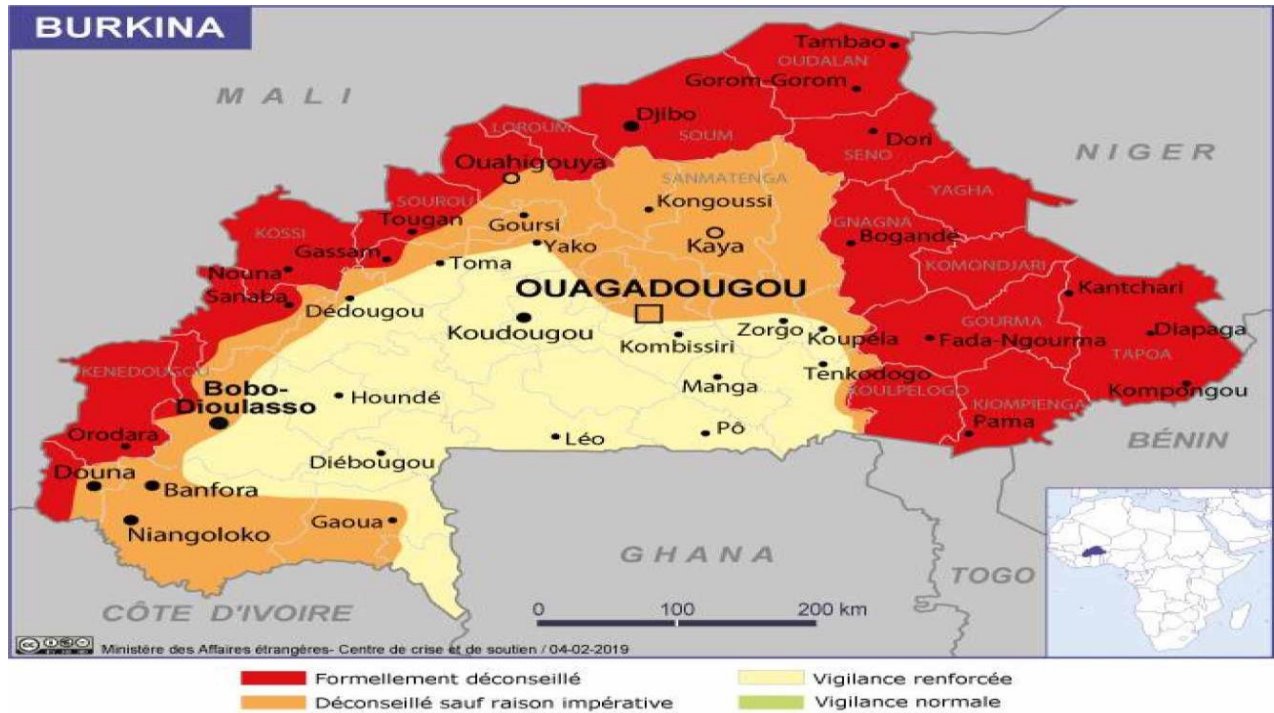 BURKINA
Tambao
OUDALAN
Gorom-Gorom
MALI
Djibo
LOROUM
SOUM
Dori
NIGER
Ouahigouya
SENO
SANMATENGA
YAGHA
SOUROU
Kongoussi
Tougan
Goursi
GNAGNA
KOSSI
Kaya
Bogandé
Gassam
Yako
Nouna
Toma
KOMONDJARI
Sanaba
OUAGADOUGOU
Kantchari
Dédougou
Koudougou
Zorgo
GOURMA
Kombissiri
Koupéla
Fada-Ngourma
Diapaga
TAPOA
KENEDOUGOU
Bobo-
Dioulasso
Manga
Tenkodogo
Kompongou
Houndé
KOULPELOGO
KIOMPIENGA
Orodara
Léo
Pô
Pama
BÉNIN
Douna
Diébougou
Banfora
Niangoloko
Gaoua
GHANA
TOGO
CÔTE D'IVOIRE
0 100 200 km
Ministère des Affaires étrangères- Centre de crise et de soutien / 04-02-2019
Formellement déconseillé
Vigilance renforcée
Déconseillé sauf raison impérative
Vigilance normale